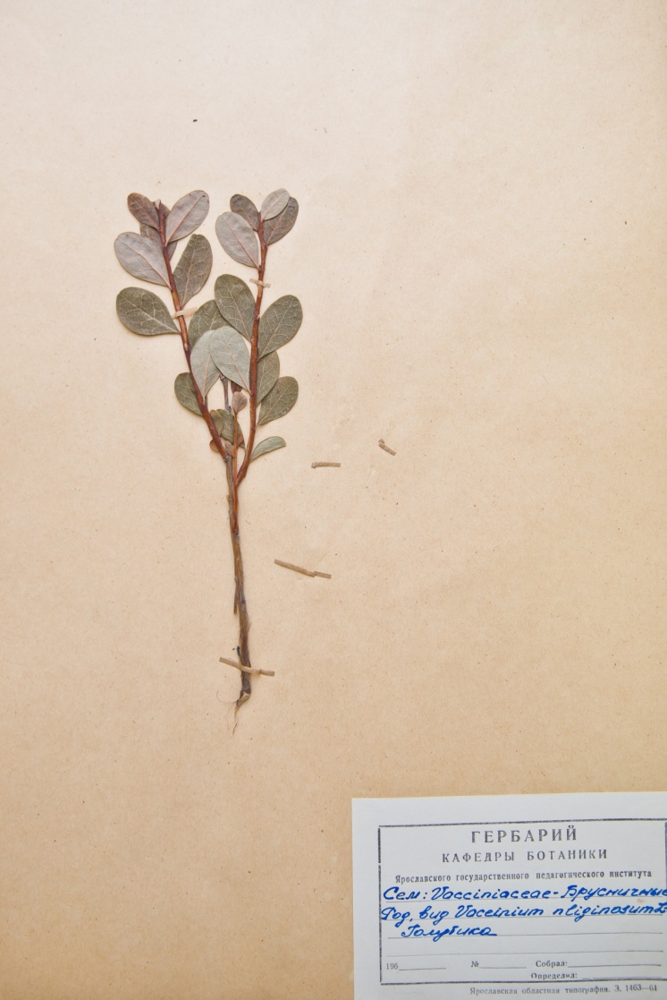 ГЕРБАРИЙ
КАФЕДРЫ БОТАНИКИ
Ярославского государственного педагогического института
Сем: Vacciniaceae - Брусничные
Род, вид Vaccinium uliginosum L
Голубика
196 № Собрал:
Определил:
Ярославская областная типография. З. 1463—61